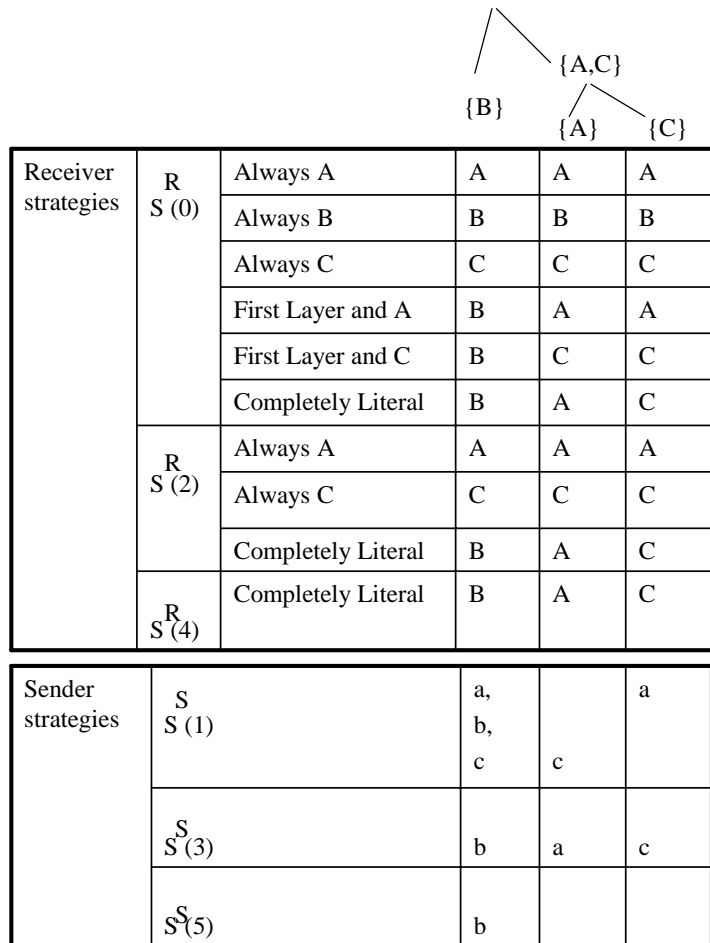 {A,C}
{B}
{A} {C}
Receiver strategies
R
S (0)
Always A A A A
Always B B B B
Always C C C C
First Layer and A B A A
First Layer and C B C C
Completely Literal B A C
R
S (2)
Always A A A A
Always C C C C
Completely Literal B A C
R
S (4)
Completely Literal B A C
Sender strategies
S
S (1)
a, a
b,
c c
S
S (3) b a c
S
S (5) b